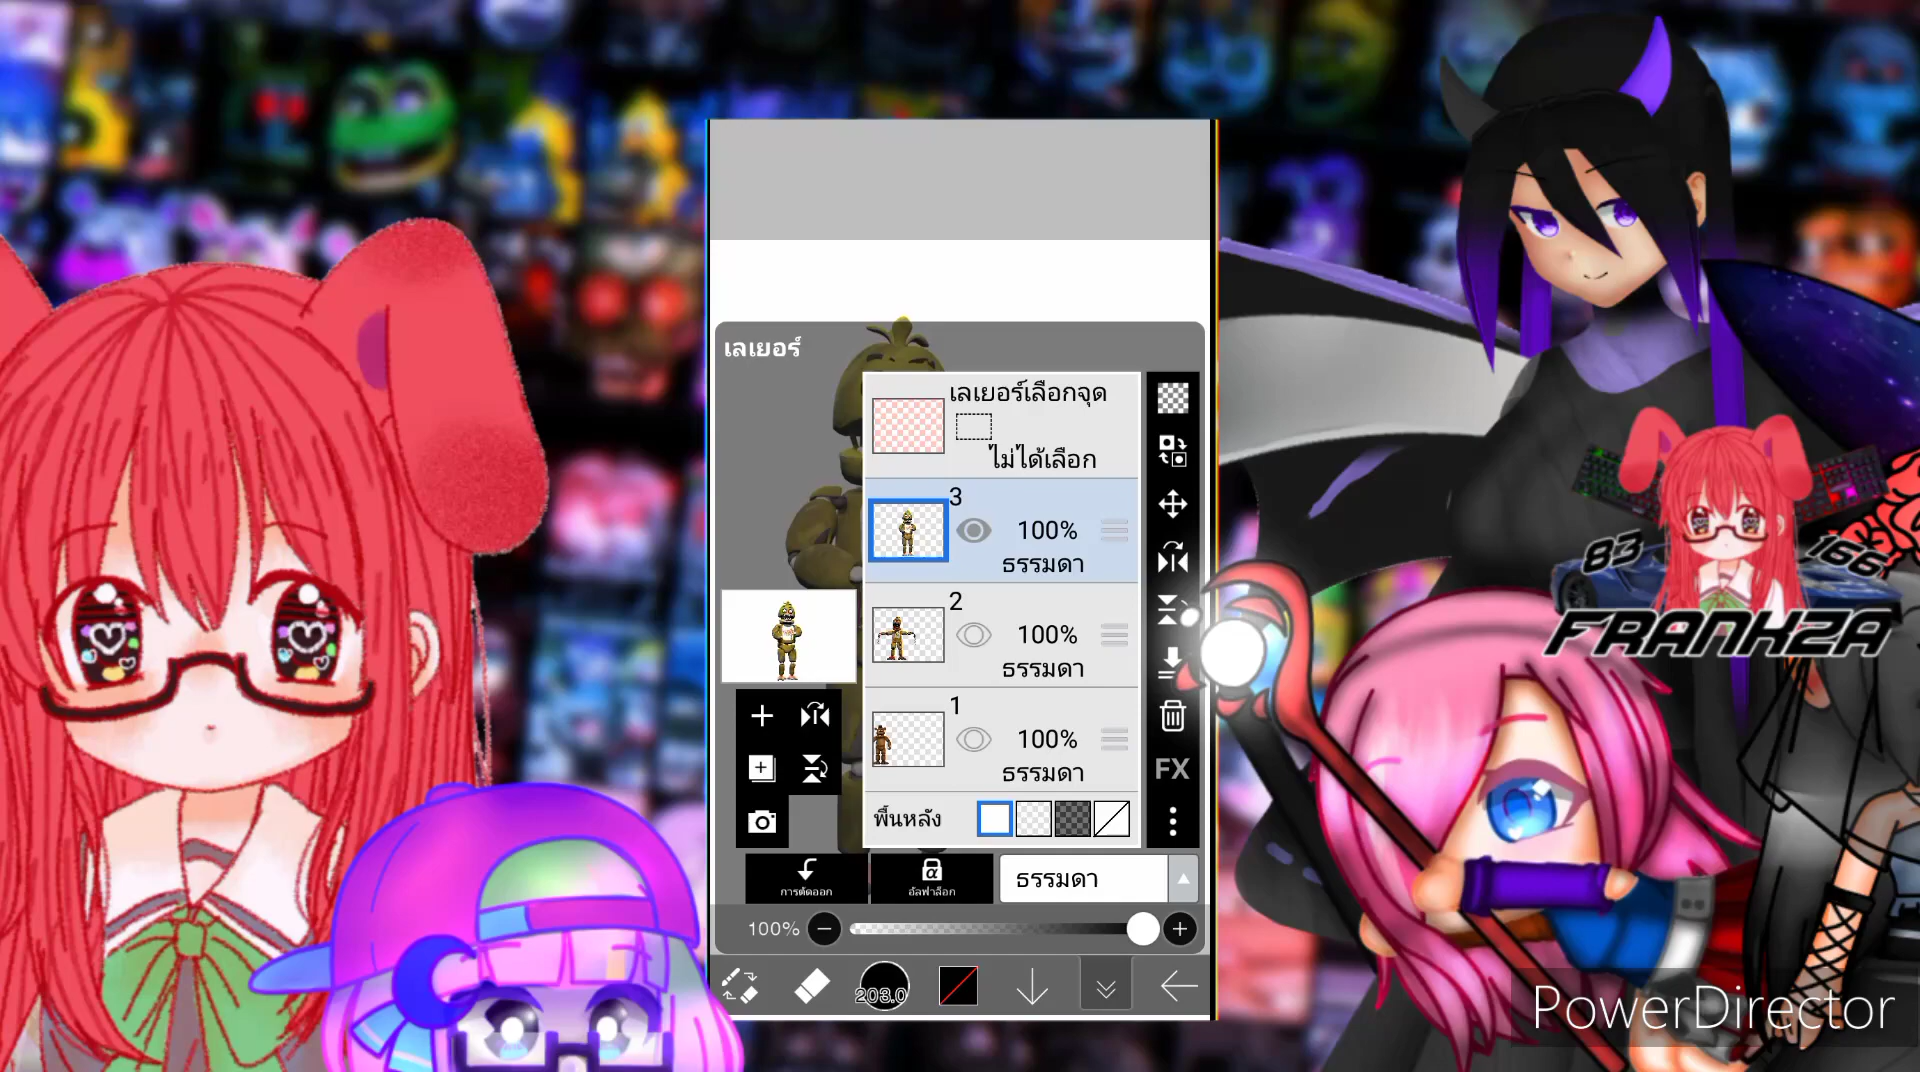 เลเยอร์
เลเยอร์เลือกจุด
ไม่ได้เลือก
3
100%
ธรรมดา
2
100%
ธรรมดา
1
100%
ธรรมดา
FX
พื้นหลัง
การตัดออก
α
อัลฟาล็อก
ธรรมดา
100%
203.0
83
166
FRANKZA
PowerDirector